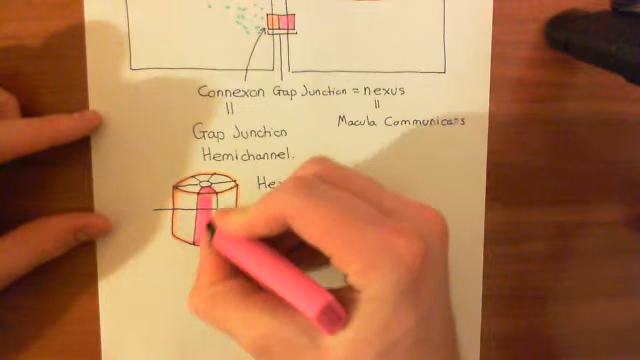 Connexon Gap Junction = nexus
=
=
Macula Communicans
Gap Junction
Hemichannel.